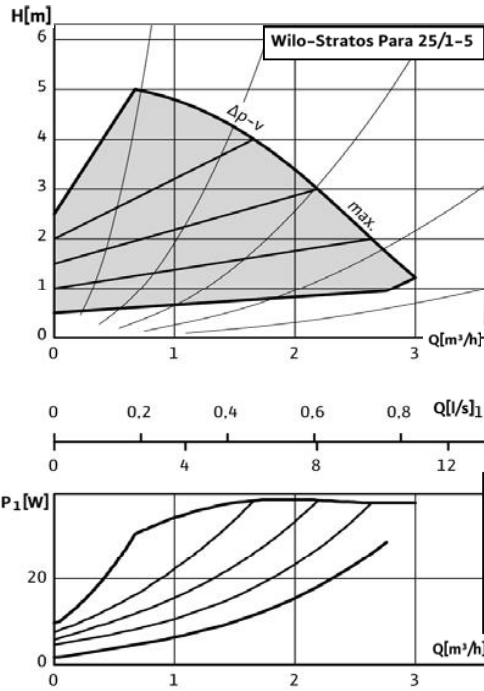 H[m]
Wilo-Stratos Para 25/1-5
6
5
4
3
2
1
0
Δp-v
max.
0 1 2 3
Q[m³/h]
0 0,2 0,4 0,6 0,8 Q[l/s]1
0 4 8 12
P1[W]
20
0
Q[m³/h]
0 1 2 3